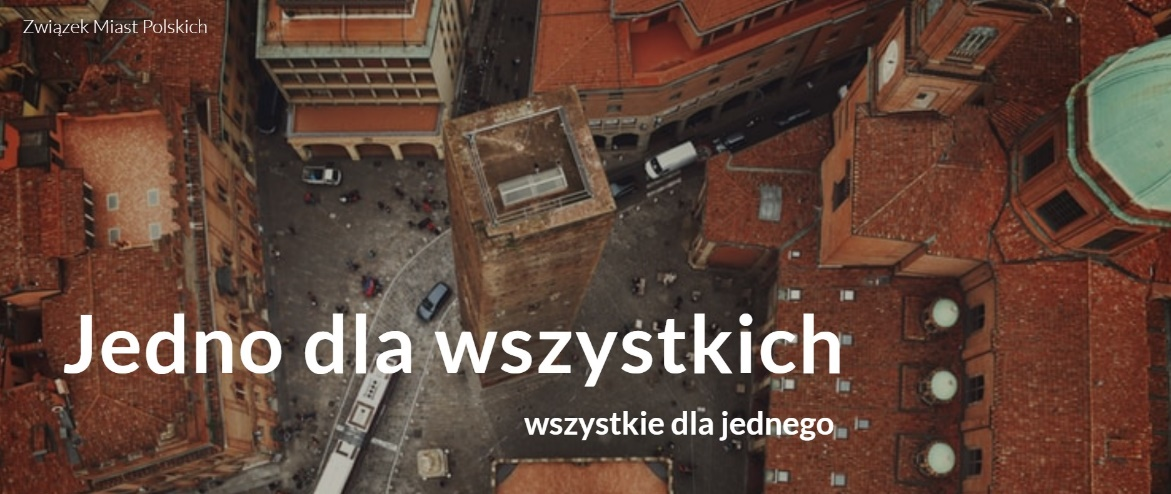 Związek Miast Polskich
Jedno dla wszystkich
wszystkie dla jednego